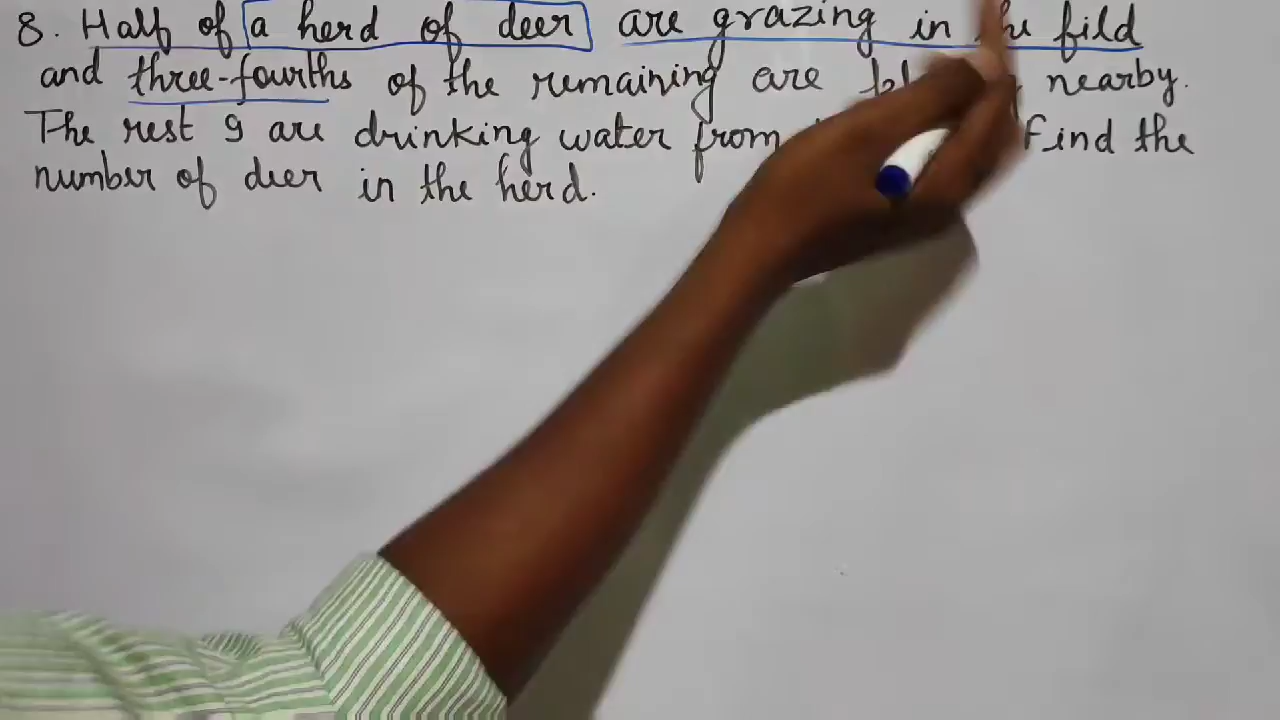 8. Half of a herd of deer are grazing in the fild
and three-fourths of the remaining are nearby.
The rest 9 are drinking water from Find the
number of deer in the herd.